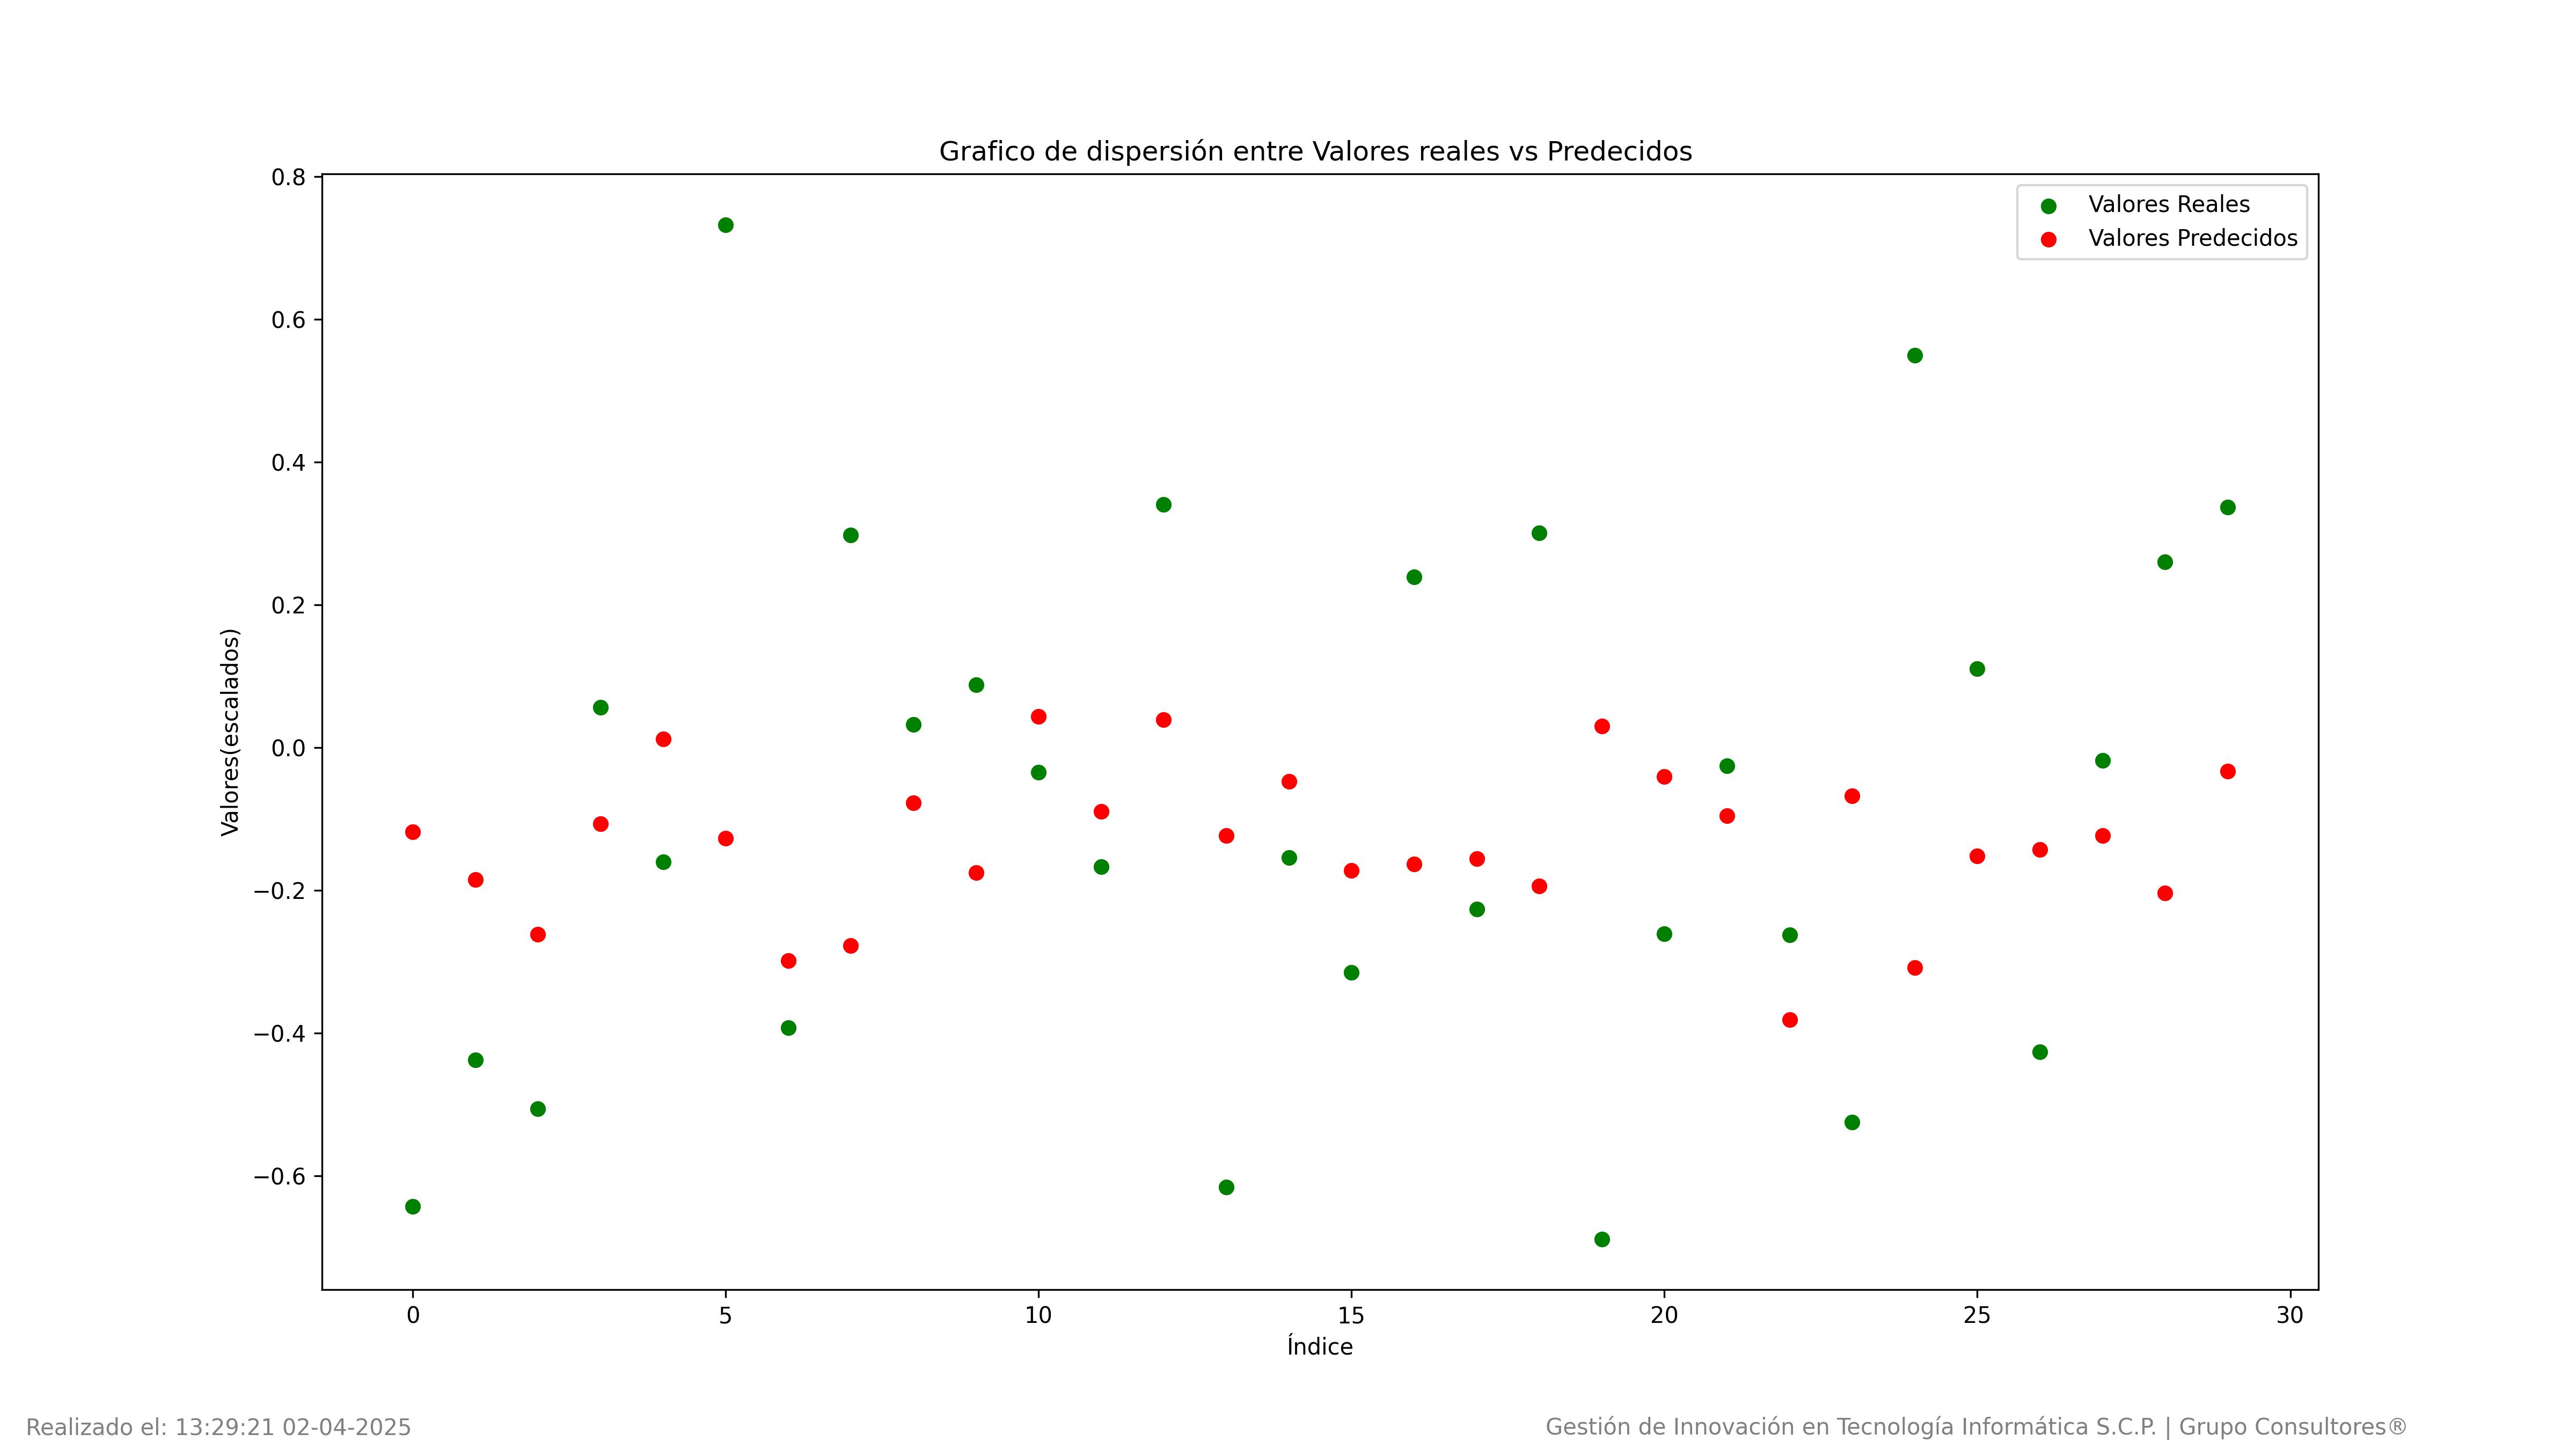 Grafico de dispersión entre Valores reales vs Predecidos
Valores Reales
Valores Predecidos
0.8
0.6
0.4
0.2
0.0
−0.2
−0.4
−0.6
Valores(escalados)
0 5 10 15 20 25 30
Índice
Realizado el: 13:29:21 02-04-2025
Gestión de Innovación en Tecnología Informática S.C.P. | Grupo Consultores®